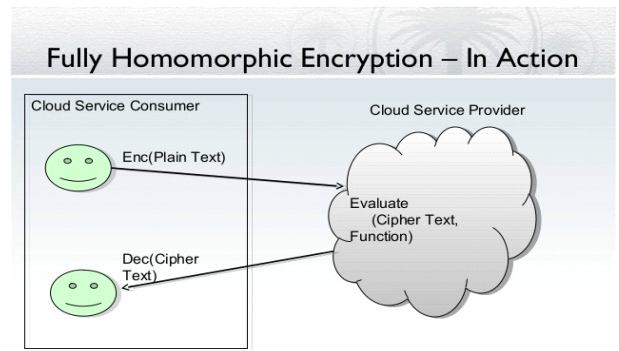 Fully Homomorphic Encryption – In Action
Cloud Service Consumer
Cloud Service Provider
Enc(Plain Text)
Evaluate
(Cipher Text,
Function)
Dec(Cipher
Text)